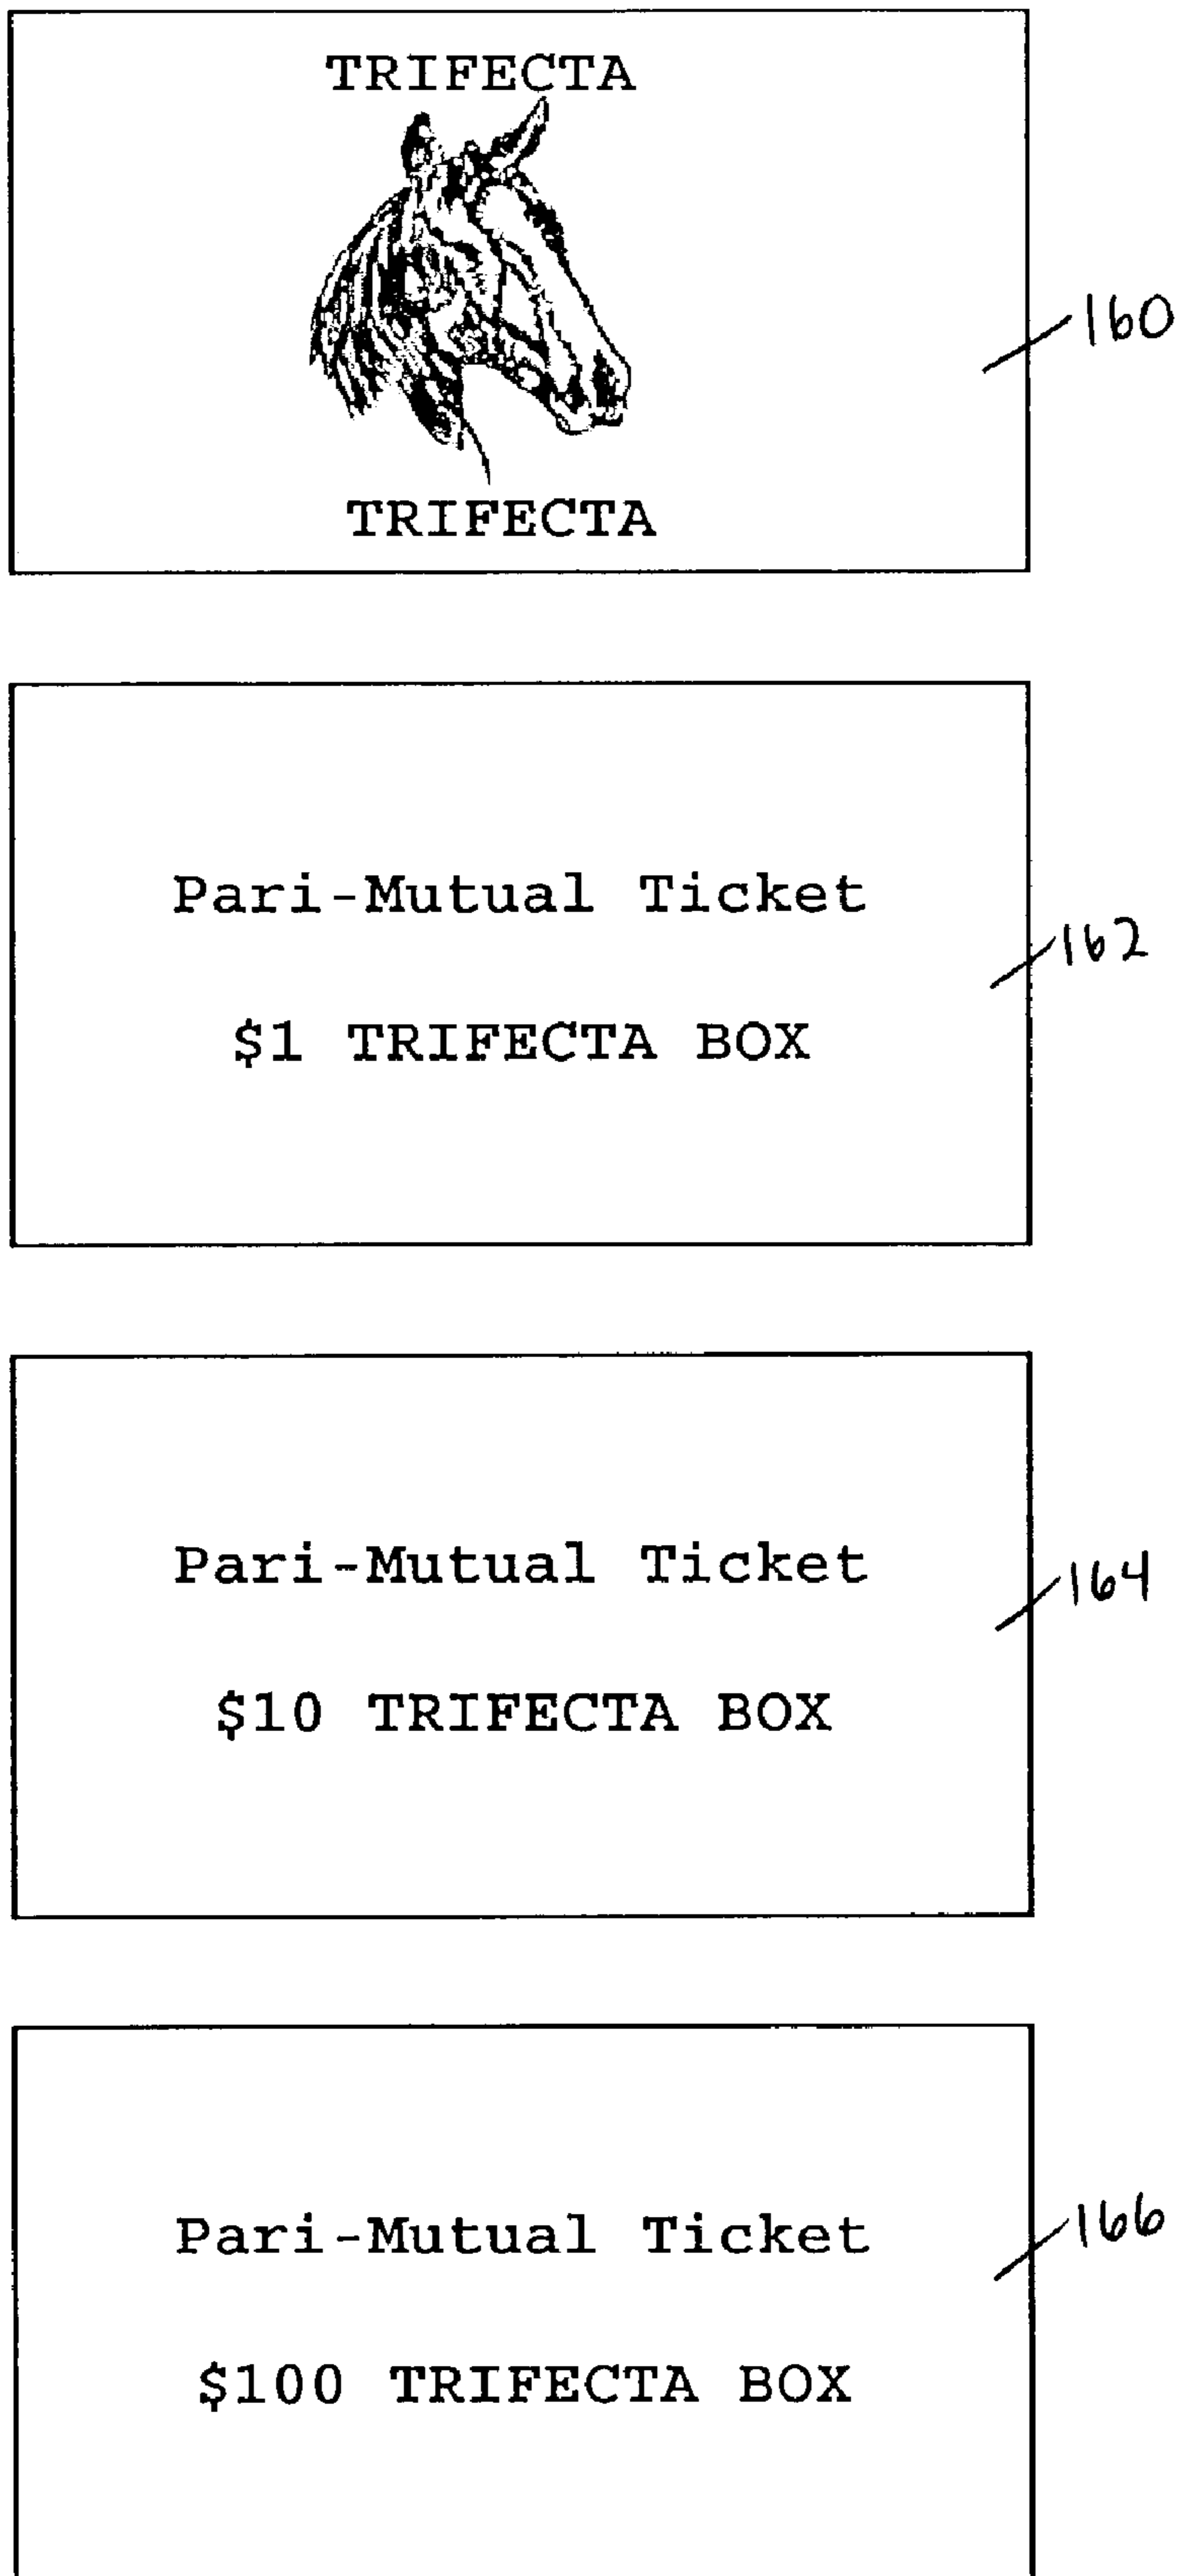 TRIFECTA
160
TRIFECTA
Pari-Mutual Ticket
162
$1 TRIFECTA BOX
Pari-Mutual Ticket
164
$10 TRIFECTA BOX
Pari-Mutual Ticket
166
$100 TRIFECTA BOX